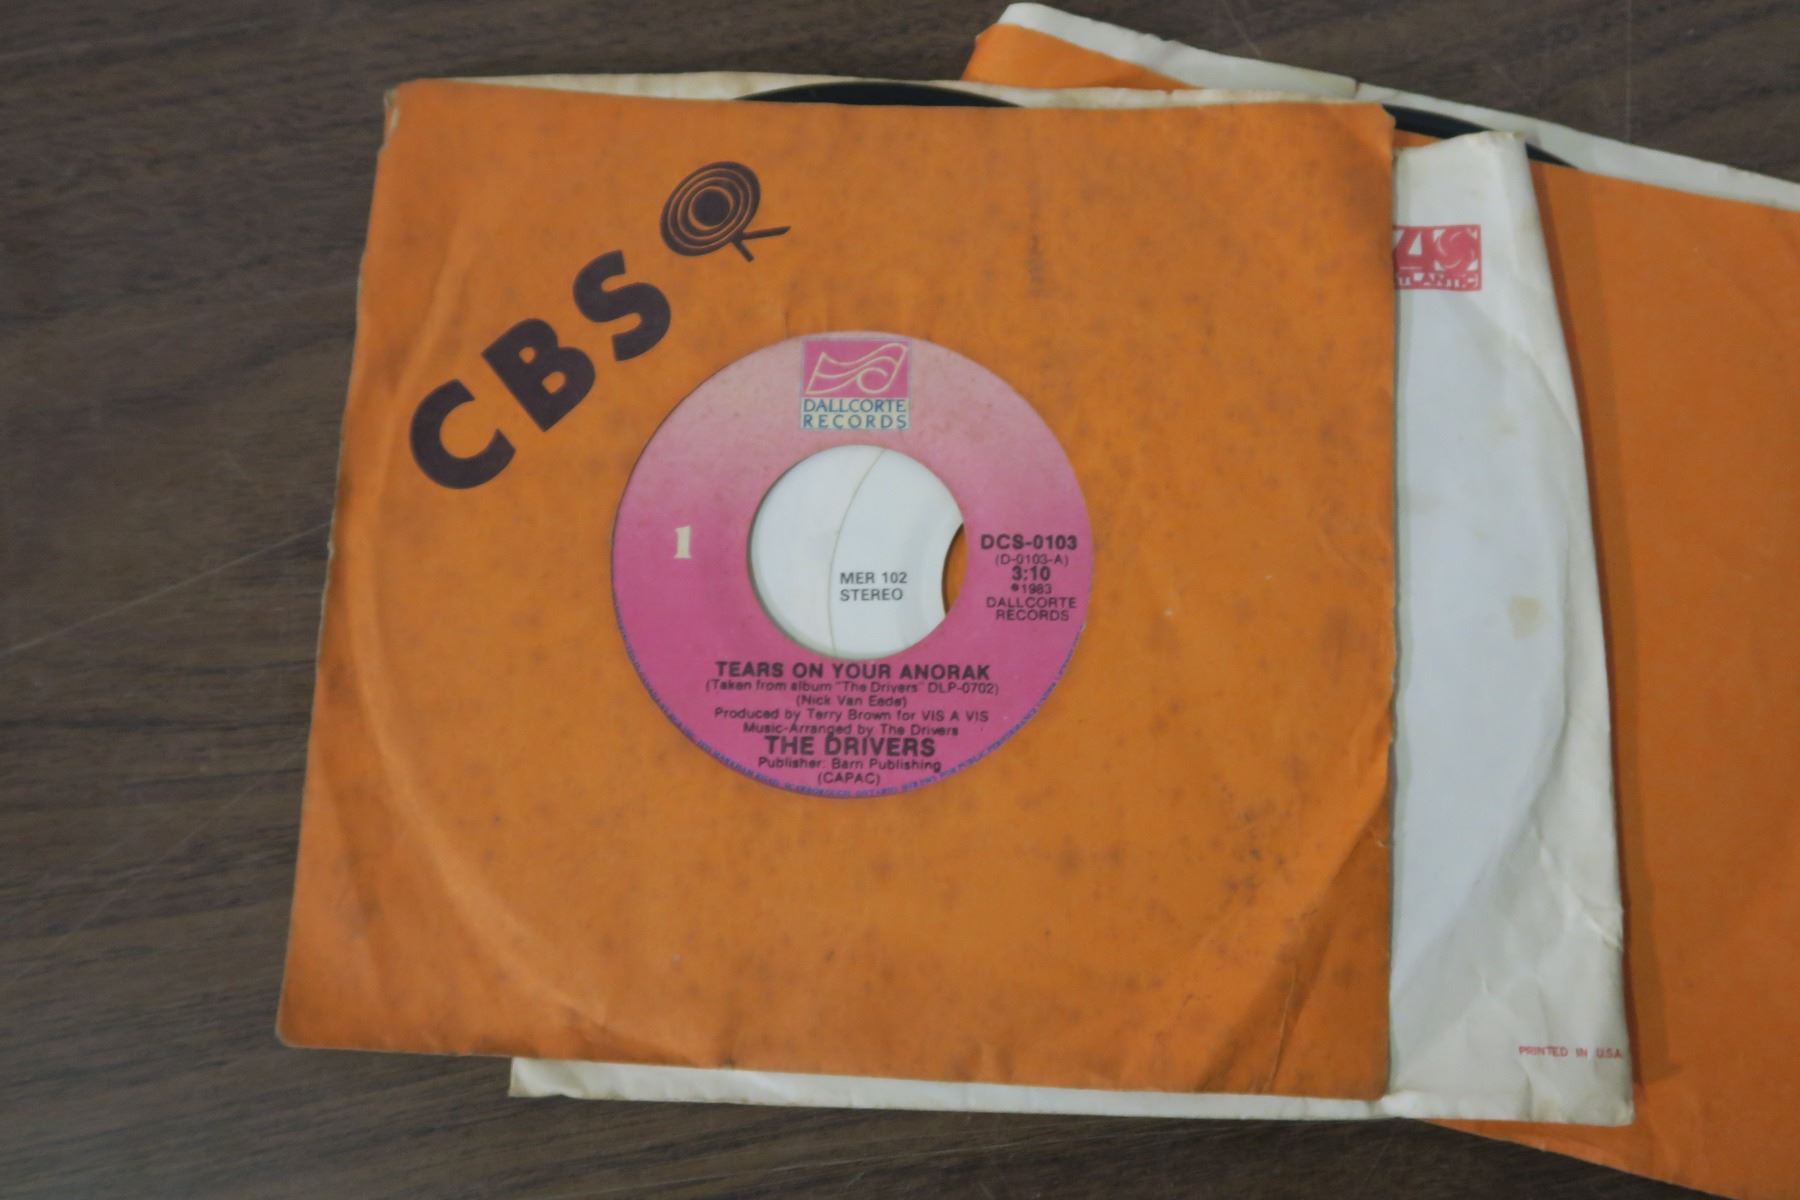 CBS
DALLCORTE
RECORDS
1
DCS-0103
(D-0103-A)
3:10
℗1983
DALLCORTE
RECORDS
MER 102
STEREO
TEARS ON YOUR ANORAK
(Taken from album "The Drivers" DLP-0702)
(Nick Van Eede)
Produced by Terry Brown for VIS A VIS
Music-Arranged by The Drivers
THE DRIVERS
Publisher: Barn Publishing
(CAPAC)
ATLANTIC
PRINTED IN U.S.A.